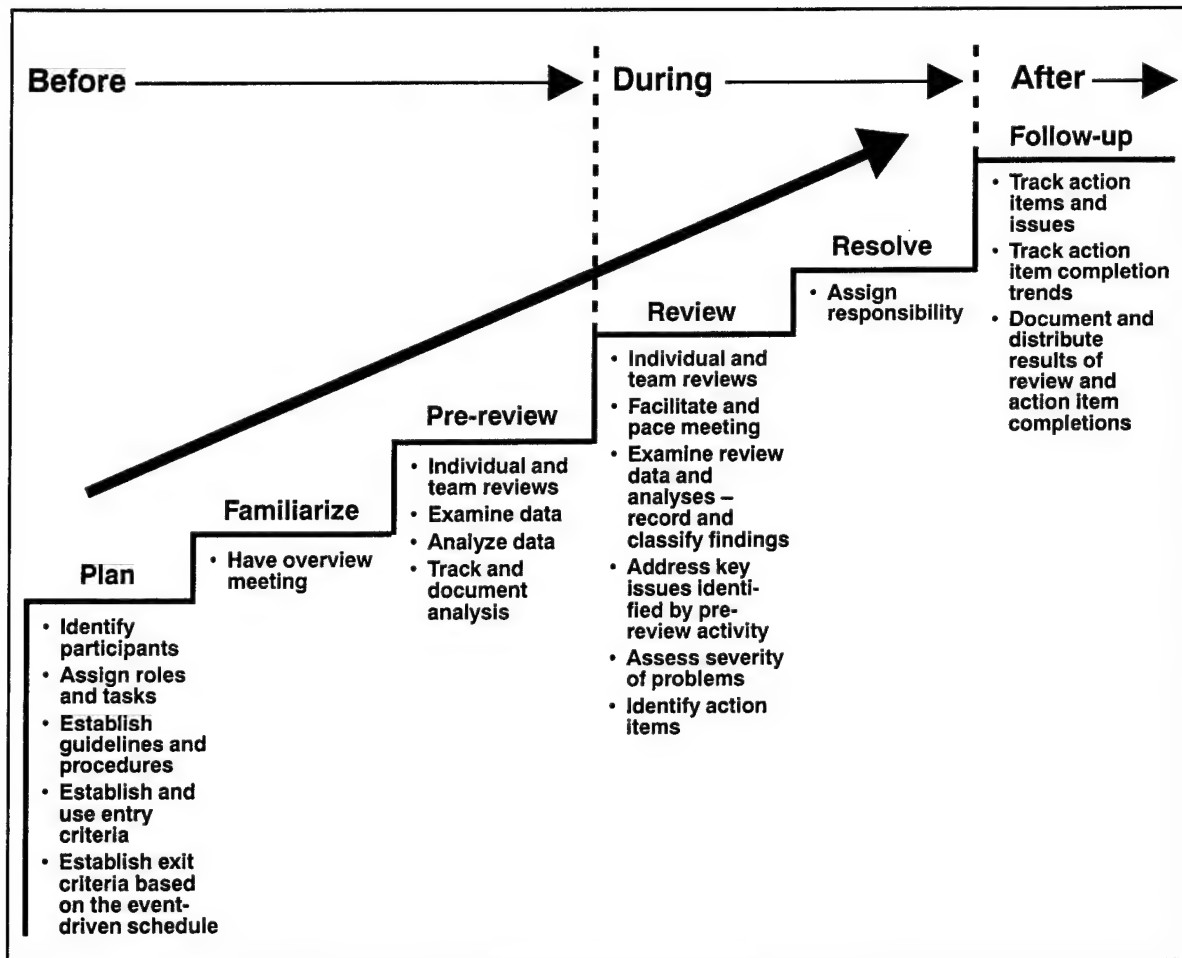 Before
During
After
Plan
• Identify
participants
• Assign roles
and tasks
• Establish
guidelines and
procedures
• Establish and
use entry
criteria
• Establish exit
criteria based
on the event-
driven schedule
Familiarize
• Have overview
meeting
Pre-review
• Individual and
team reviews
• Examine data
• Analyze data
• Track and
document
analysis
Review
• Individual and
team reviews
• Facilitate and
pace meeting
• Examine review
data and
analyses –
record and
classify findings
• Address key
issues identi-
fied by pre-
review activity
• Assess severity
of problems
• Identify action
items
Resolve
• Assign
responsibility
Follow-up
• Track action
items and
issues
• Track action
item completion
trends
• Document and
distribute
results of
review and
action item
completions